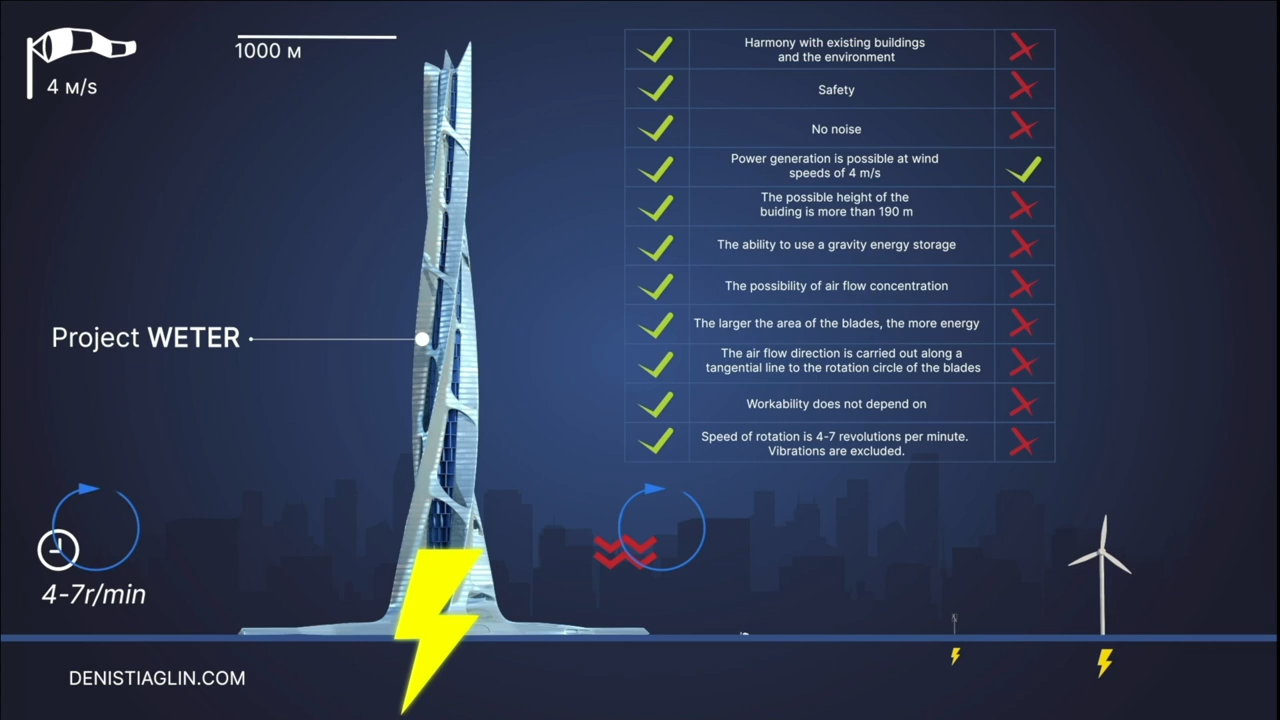 1000 м
4 м/s
Harmony with existing buildings
and the environment
Safety
No noise
Power generation is possible at wind
speeds of 4 m/s
The possible height of the
buiding is more than 190 m
The ability to use a gravity energy storage
The possibility of air flow concentration
The larger the area of the blades, the more energy
The air flow direction is carried out along a
tangential line to the rotation circle of the blades
Workability does not depend on
Speed of rotation is 4-7 revolutions per minute.
Vibrations are excluded.
Project WETER
4-7r/min
DENISTIAGLIN.COM